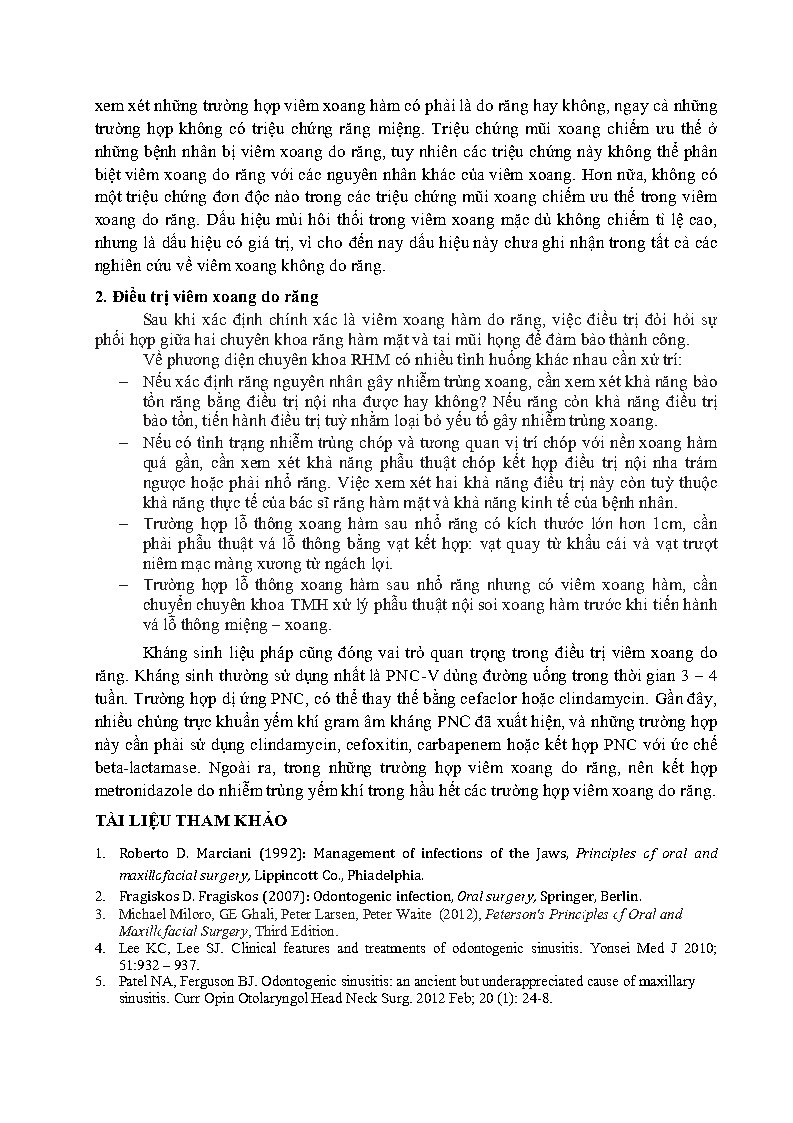 xem xét những trường hợp viêm xoang hàm có phải là do răng hay không, ngay cả những
trường hợp không có triệu chứng răng miệng. Triệu chứng mũi xoang chiếm ưu thế ở
những bệnh nhân bị viêm xoang do răng, tuy nhiên các triệu chứng này không thể phân
biệt viêm xoang do răng với các nguyên nhân khác của viêm xoang. Hơn nữa, không có
một triệu chứng đơn độc nào trong các triệu chứng mũi xoang chiếm ưu thế trong viêm
xoang do răng. Dấu hiệu mùi hôi thối trong viêm xoang mặc dù không chiếm tỉ lệ cao,
nhưng là dấu hiệu có giá trị, vì cho đến nay dấu hiệu này chưa ghi nhận trong tất cả các
nghiên cứu về viêm xoang không do răng.
2. Điều trị viêm xoang do răng
Sau khi xác định chính xác là viêm xoang hàm do răng, việc điều trị đòi hỏi sự
phối hợp giữa hai chuyên khoa răng hàm mặt và tai mũi họng để đảm bảo thành công.
Về phương diện chuyên khoa RHM có nhiều tình huống khác nhau cần xử trí:
– Nếu xác định răng nguyên nhân gây nhiễm trùng xoang, cần xem xét khả năng bảo
tồn răng bằng điều trị nội nha được hay không? Nếu răng còn khả năng điều trị
bảo tồn, tiến hành điều trị tuỷ nhằm loại bỏ yếu tố gây nhiễm trùng xoang.
– Nếu có tình trạng nhiễm trùng chóp và tương quan vị trí chóp với nền xoang hàm
quá gần, cần xem xét khả năng phẫu thuật chóp kết hợp điều trị nội nha trám
ngược hoặc phải nhổ răng. Việc xem xét hai khả năng điều trị này còn tuỳ thuộc
khả năng thực tế của bác sĩ răng hàm mặt và khả năng kinh tế của bệnh nhân.
– Trường hợp lỗ thông xoang hàm sau nhổ răng có kích thước lớn hơn 1cm, cần
phải phẫu thuật vá lỗ thông bằng vạt kết hợp: vạt quay từ khẩu cái và vạt trượt
niêm mạc màng xương từ ngách lợi.
– Trường hợp lỗ thông xoang hàm sau nhổ răng nhưng có viêm xoang hàm, cần
chuyển chuyên khoa TMH xử lý phẫu thuật nội soi xoang hàm trước khi tiến hành
vá lỗ thông miệng – xoang.
Kháng sinh liệu pháp cũng đóng vai trò quan trọng trong điều trị viêm xoang do
răng. Kháng sinh thường sử dụng nhất là PNC-V dùng đường uống trong thời gian 3 – 4
tuần. Trường hợp dị ứng PNC, có thể thay thế bằng cefaclor hoặc clindamycin. Gần đây,
nhiều chủng trực khuẩn yếm khí gram âm kháng PNC đã xuất hiện, và những trường hợp
này cần phải sử dụng clindamycin, cefoxitin, carbapenem hoặc kết hợp PNC với ức chế
beta-lactamase. Ngoài ra, trong những trường hợp viêm xoang do răng, nên kết hợp
metronidazole do nhiễm trùng yếm khí trong hầu hết các trường hợp viêm xoang do răng.
TÀI LIỆU THAM KHẢO
1. Roberto D. Marciani (1992): Management of infections of the Jaws, Principles of oral and
maxillofacial surgery, Lippincott Co., Phiadelphia.
2. Fragiskos D. Fragiskos (2007): Odontogenic infection, Oral surgery, Springer, Berlin.
3. Michael Miloro, GE Ghali, Peter Larsen, Peter Waite (2012), Peterson's Principles of Oral and
Maxillofacial Surgery, Third Edition.
4. Lee KC, Lee SJ. Clinical features and treatments of odontogenic sinusitis. Yonsei Med J 2010;
51:932 – 937.
5. Patel NA, Ferguson BJ. Odontogenic sinusitis: an ancient but underappreciated cause of maxillary
sinusitis. Curr Opin Otolaryngol Head Neck Surg. 2012 Feb; 20 (1): 24-8.